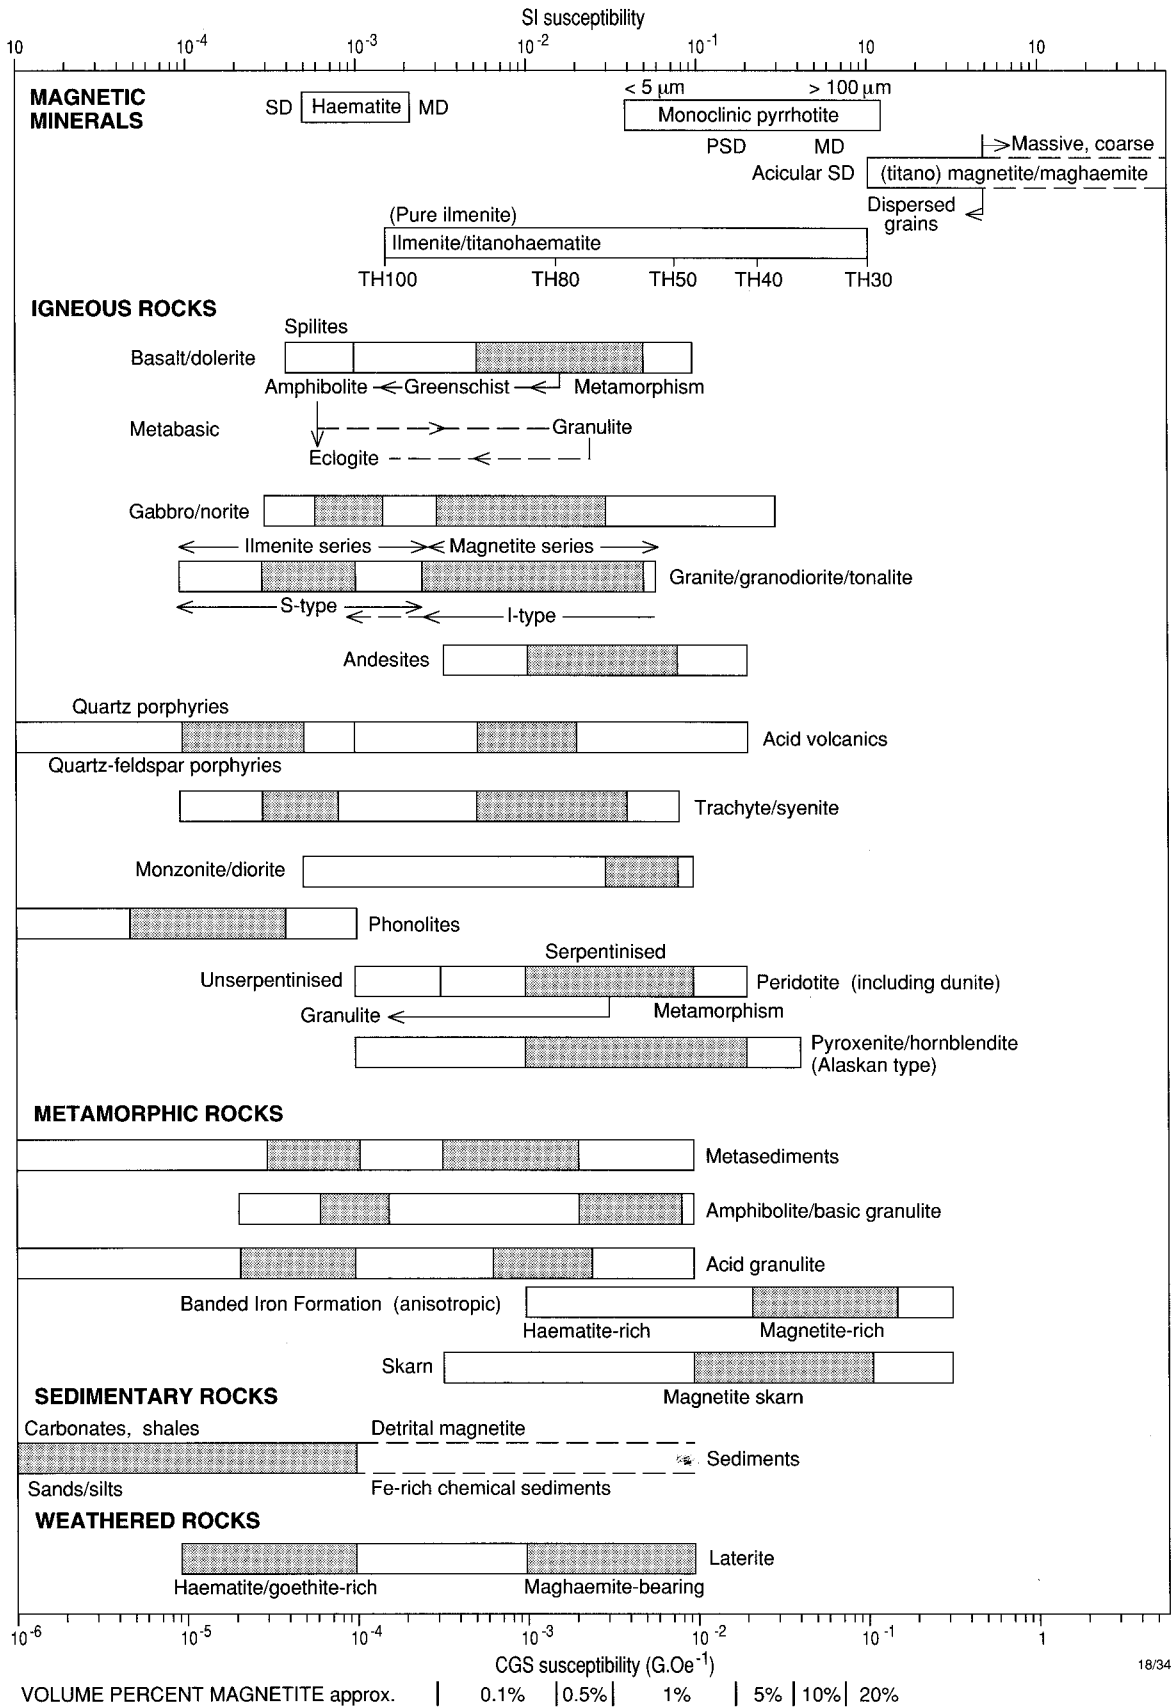 SI susceptibility
10 10⁻⁴ 10⁻³ 10⁻² 10⁻¹ 10 10
MAGNETIC
MINERALS
SD Haematite MD
< 5 μm > 100 μm
Monoclinic pyrrhotite
PSD MD
Massive, coarse
Acicular SD (titano) magnetite/maghaemite
Dispersed
grains
(Pure ilmenite)
Ilmenite/titanohaematite
TH100 TH80 TH50 TH40 TH30
IGNEOUS ROCKS
Spilites
Basalt/dolerite
Amphibolite Greenschist Metamorphism
Metabasic Granulite
Eclogite
Gabbro/norite
Ilmenite series Magnetite series
Granite/granodiorite/tonalite
S-type I-type
Andesites
Quartz porphyries
Acid volcanics
Quartz-feldspar porphyries
Trachyte/syenite
Monzonite/diorite
Phonolites
Serpentinised
Unserpentinised Peridotite (including dunite)
Granulite Metamorphism
Pyroxenite/hornblendite
(Alaskan type)
METAMORPHIC ROCKS
Metasediments
Amphibolite/basic granulite
Acid granulite
Banded Iron Formation (anisotropic)
Haematite-rich Magnetite-rich
Skarn
Magnetite skarn
SEDIMENTARY ROCKS
Carbonates, shales Detrital magnetite
Sediments
Sands/silts Fe-rich chemical sediments
WEATHERED ROCKS
Laterite
Haematite/goethite-rich Maghaemite-bearing
10⁻⁶ 10⁻⁵ 10⁻⁴ 10⁻³ 10⁻² 10⁻¹ 1
CGS susceptibility (G.Oe⁻¹)
18/34
VOLUME PERCENT MAGNETITE approx. 0.1% 0.5% 1% 5% 10% 20%